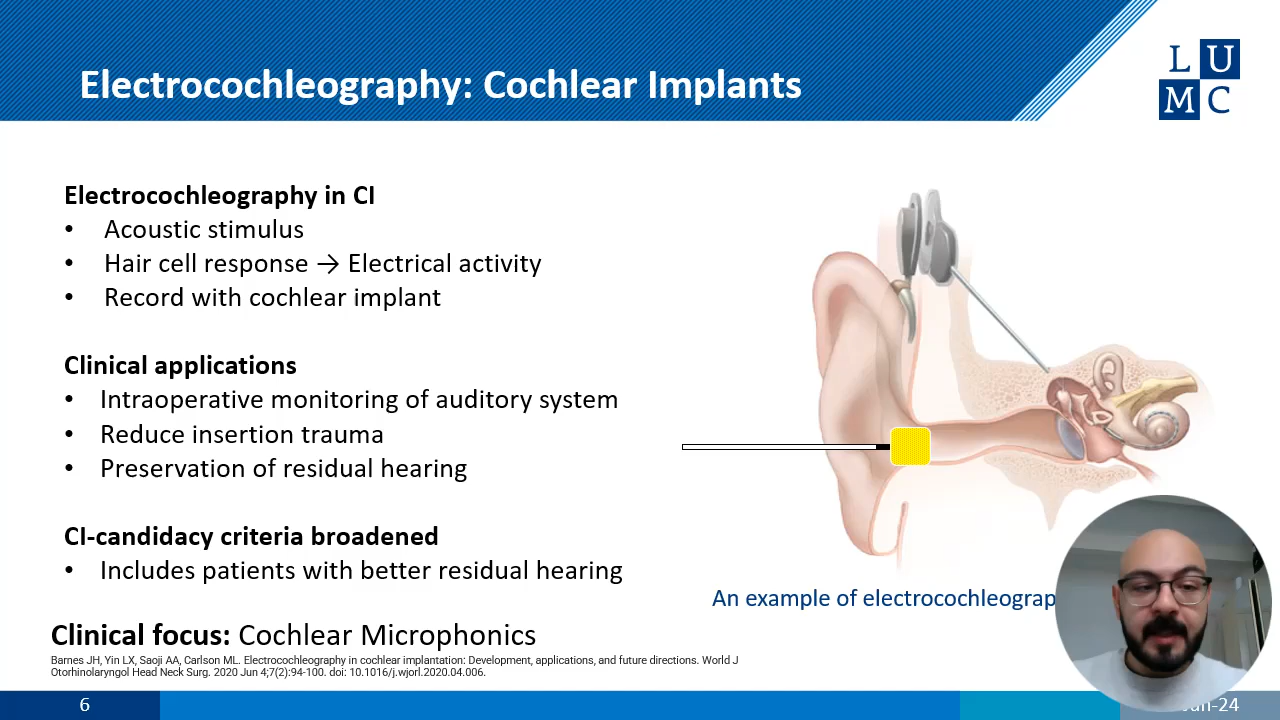 Electrocochleography: Cochlear Implants
L U
M C
Electrocochleography in CI
• Acoustic stimulus
• Hair cell response → Electrical activity
• Record with cochlear implant
Clinical applications
• Intraoperative monitoring of auditory system
• Reduce insertion trauma
• Preservation of residual hearing
CI-candidacy criteria broadened
• Includes patients with better residual hearing
An example of electrocochleograp
Clinical focus: Cochlear Microphonics
Barnes JH, Yin LX, Saoji AA, Carlson ML. Electrocochleography in cochlear implantation: Development, applications, and future directions. World J
Otorhinolaryngol Head Neck Surg. 2020 Jun 4;7(2):94-100. doi: 10.1016/j.wjorl.2020.04.006.
6
-24